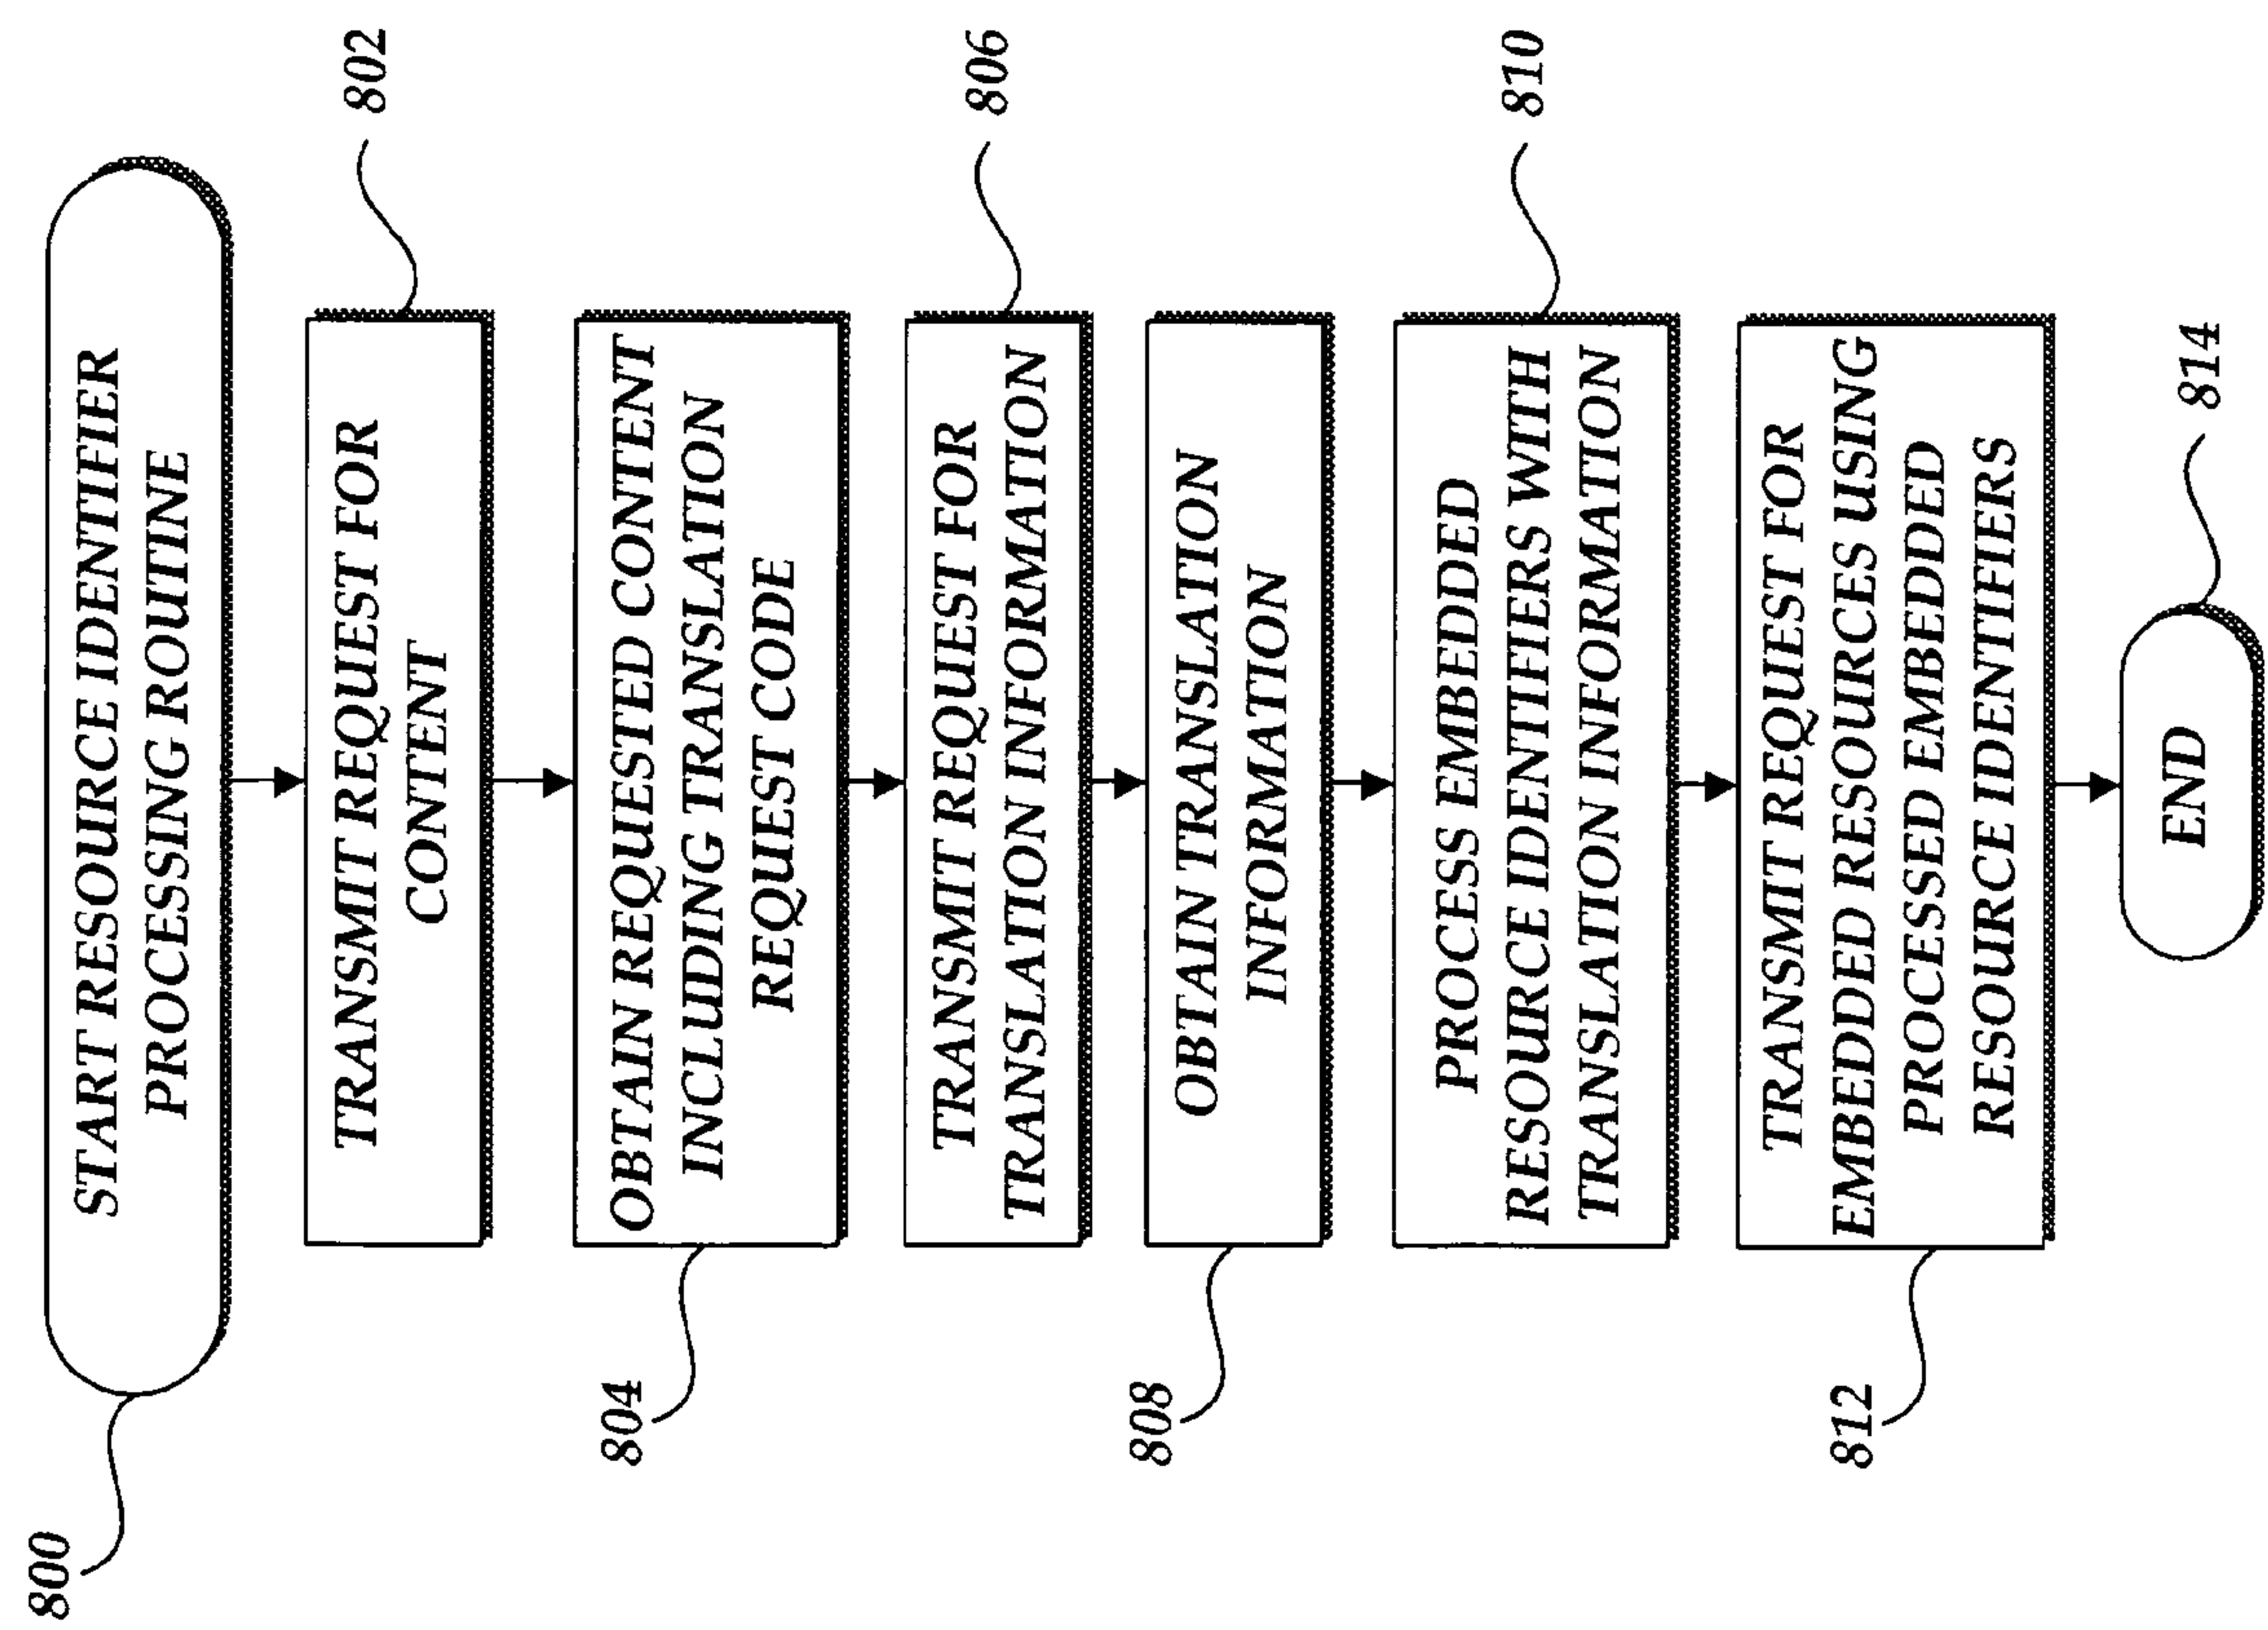 800
START RESOURCE IDENTIFIER
PROCESSING ROUTINE
802
TRANSMIT REQUEST FOR
CONTENT
804
OBTAIN REQUESTED CONTENT
INCLUDING TRANSLATION
REQUEST CODE
806
TRANSMIT REQUEST FOR
TRANSLATION INFORMATION
808
OBTAIN TRANSLATION
INFORMATION
810
PROCESS EMBEDDED
RESOURCE IDENTIFIERS WITH
TRANSLATION INFORMATION
812
TRANSMIT REQUEST FOR
EMBEDDED RESOURCES USING
PROCESSED EMBEDDED
RESOURCE IDENTIFIERS
814
END